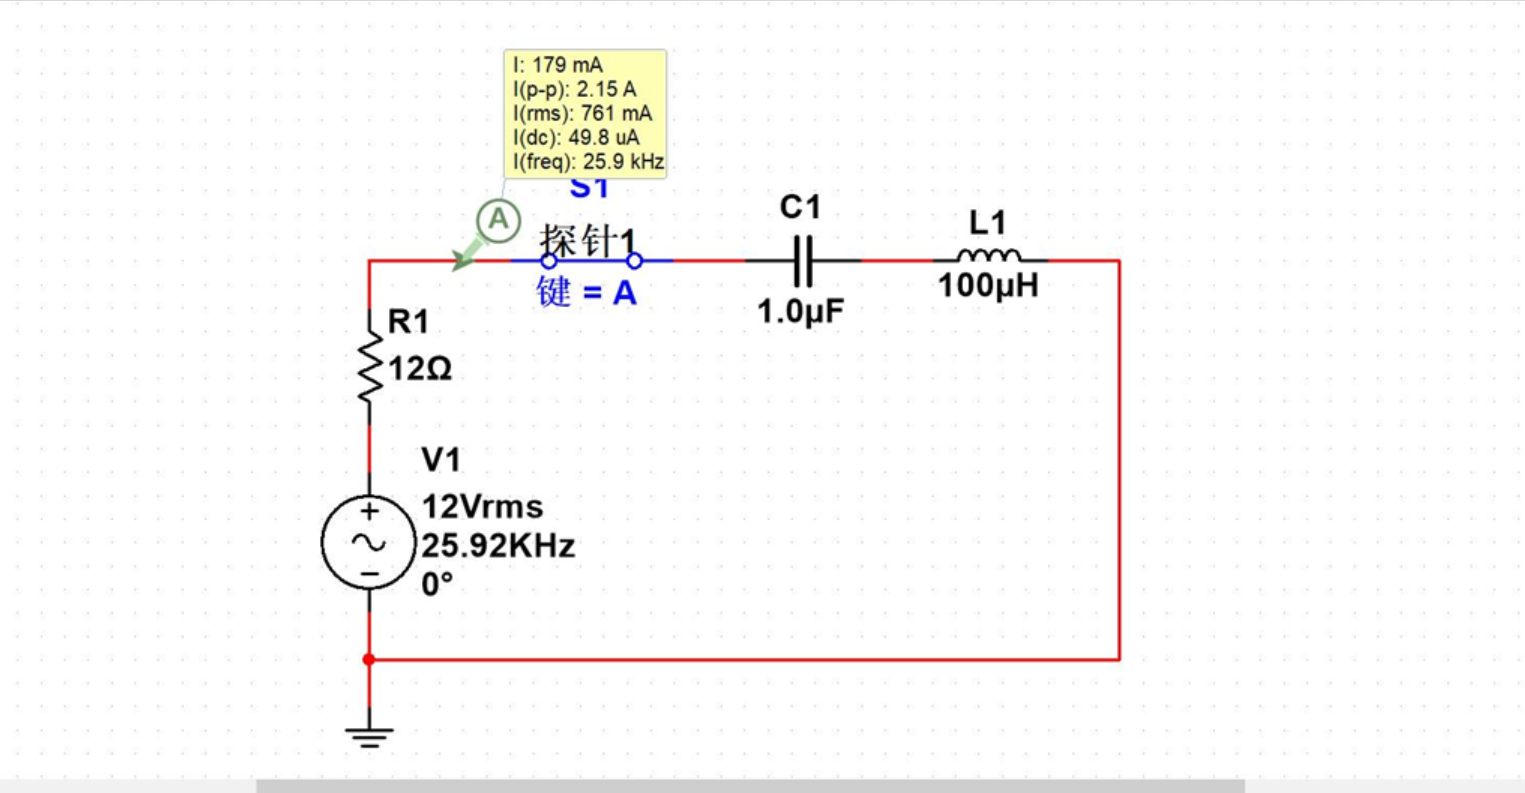 I: 179 mA
I(p-p): 2.15 A
I(rms): 761 mA
I(dc): 49.8 uA
I(freq): 25.9 kHz
S1
A
探针1
键 = A
C1
1.0µF
L1
100µH
R1
12Ω
V1
12Vrms
25.92KHz
0°